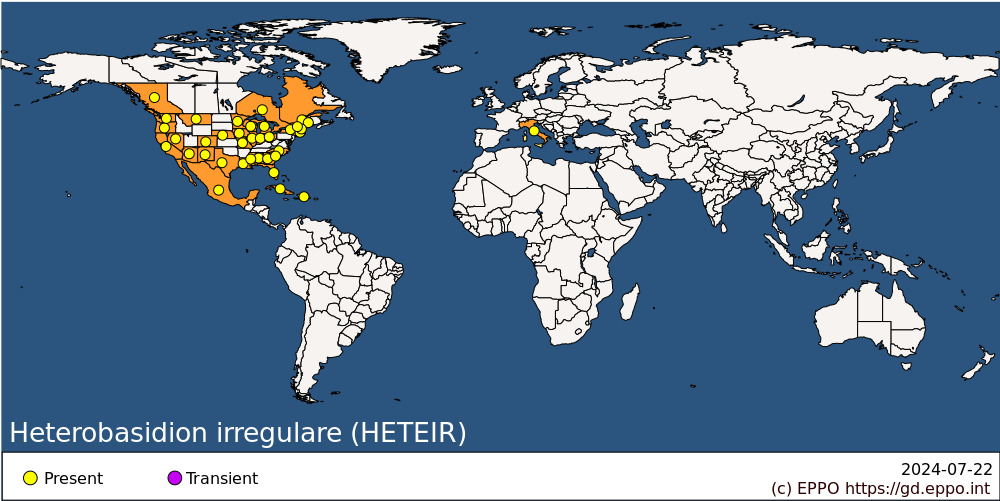 Heterobasidion irregulare (HETEIR)
Present
Transient
2024-07-22
(c) EPPO https://gd.eppo.int